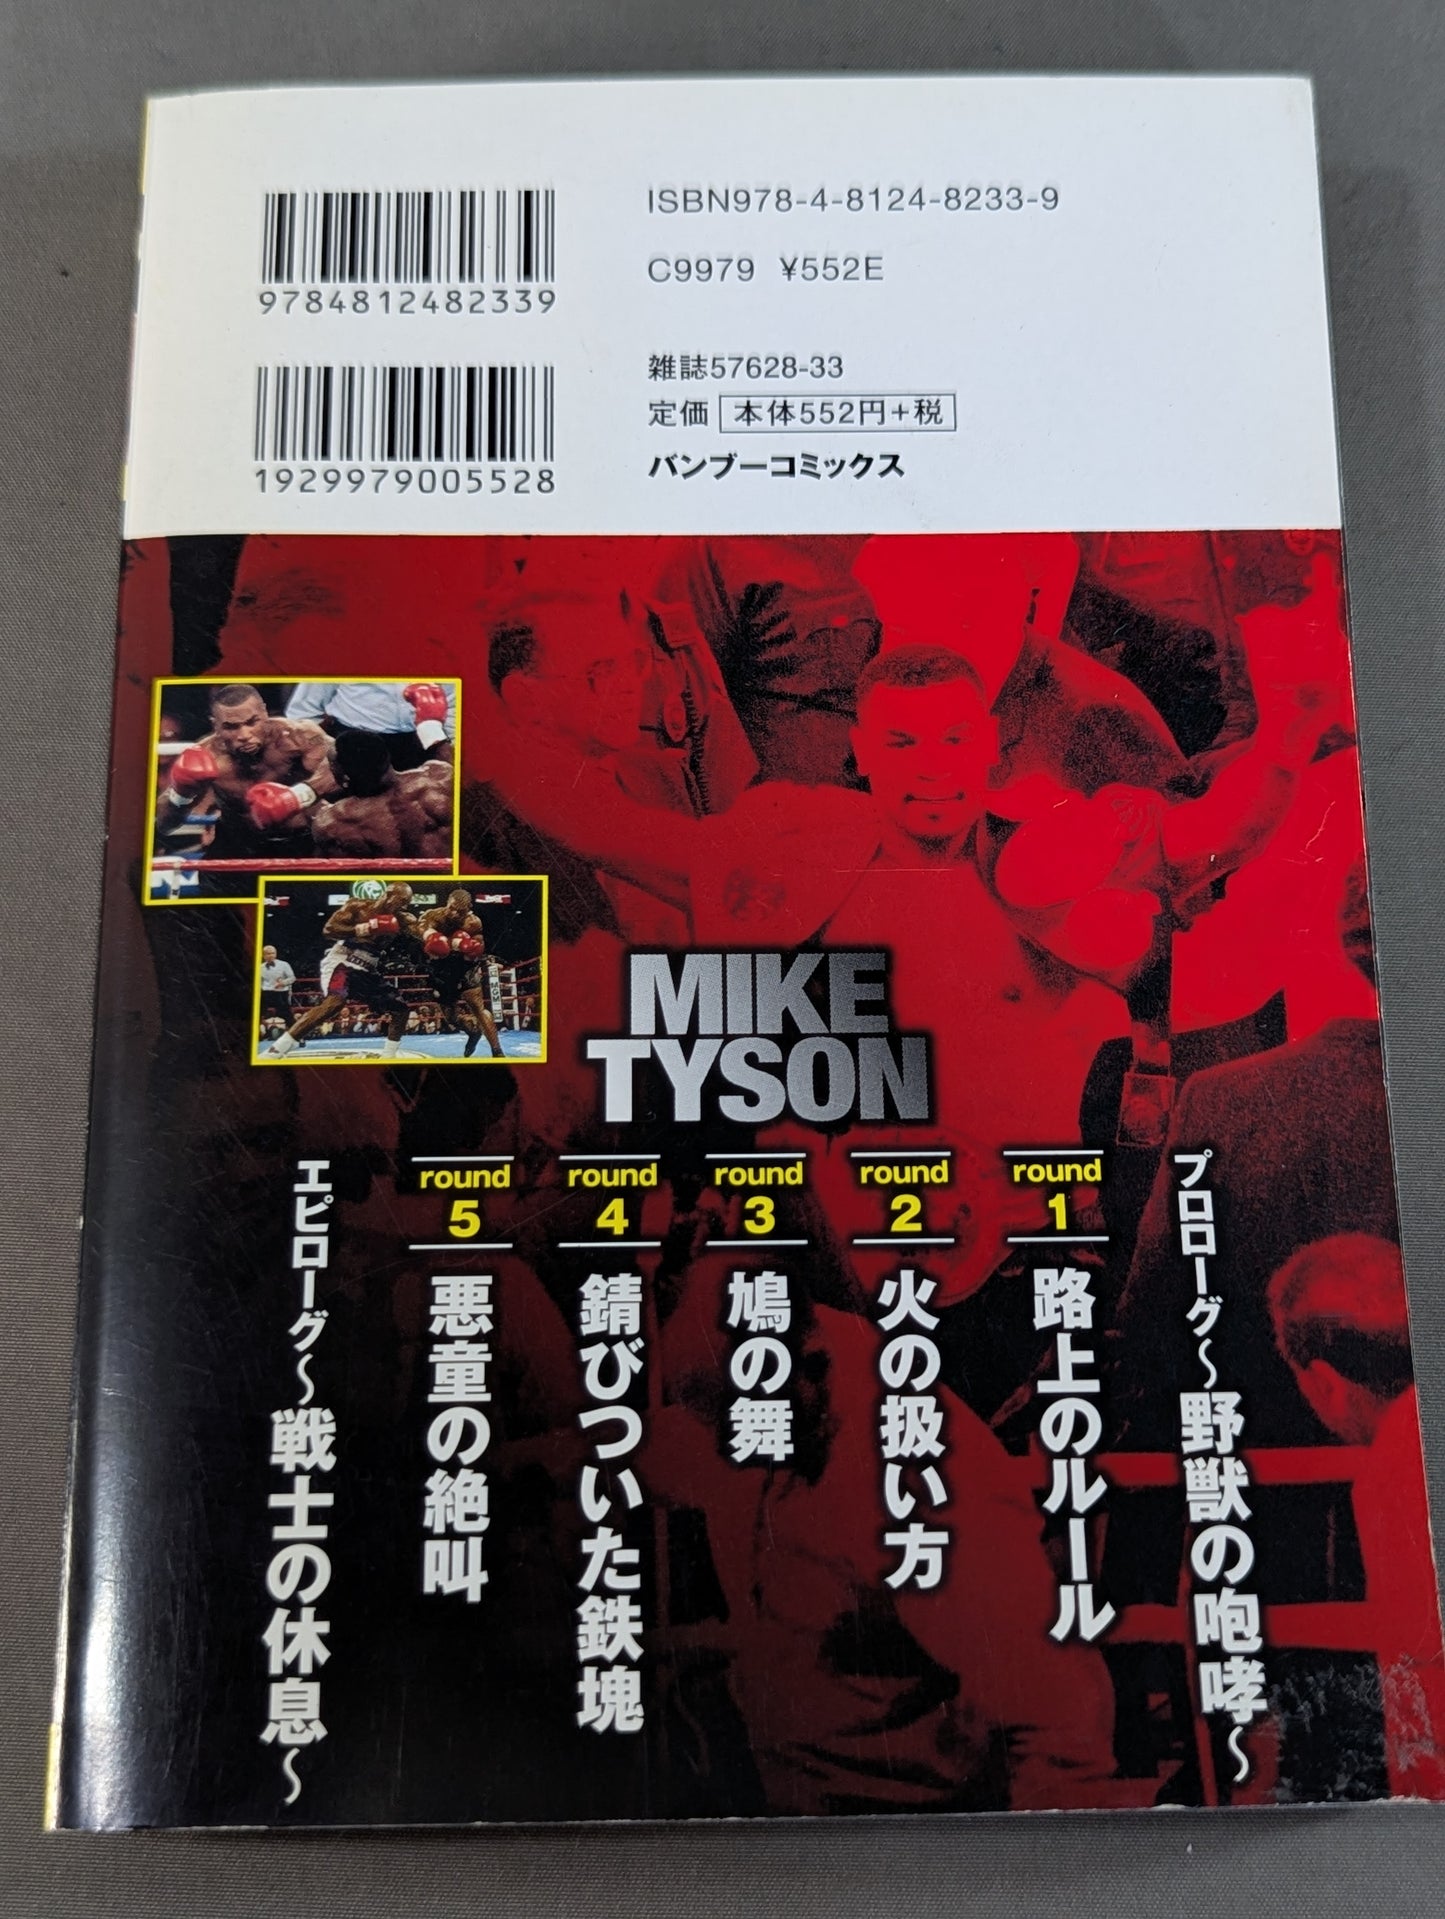 ISBN978-4-8124-8233-9
C9979 ¥552E
9784812482339
雑誌57628-33
定価 本体552円+税
バンブーコミックス
1929979005528
MIKE
TYSON
プロローグ〜野獣の咆哮〜
round
1
路上のルール
round
2
火の扱い方
round
3
鳩の舞
round
4
錆びついた鉄塊
round
5
悪童の絶叫
エピローグ〜戦士の休息〜